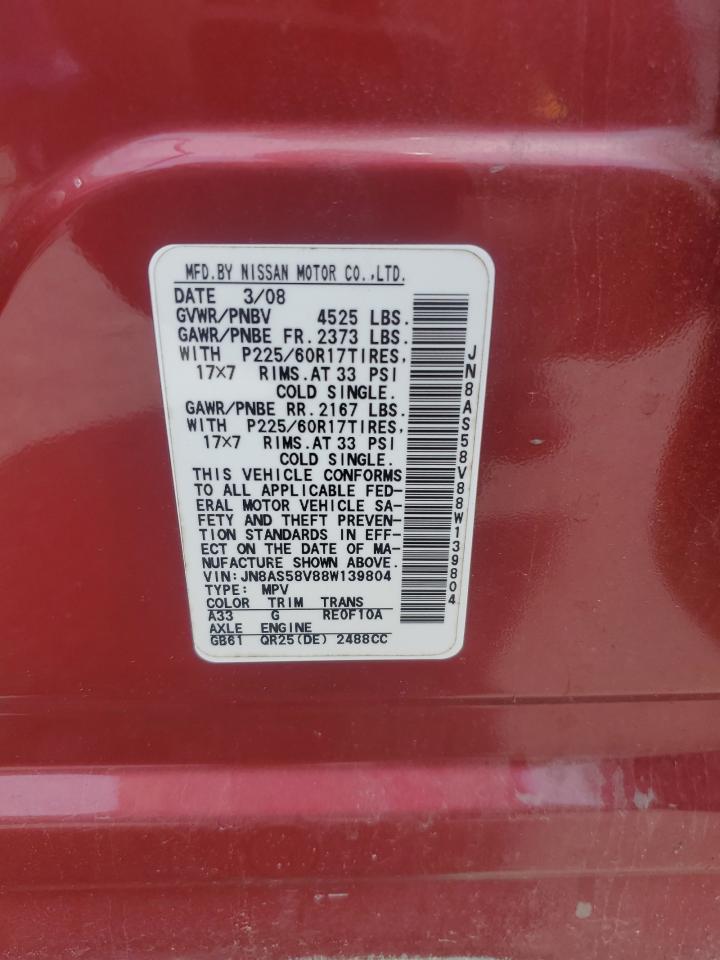 MFD.BY NISSAN MOTOR CO.,LTD.
DATE 3/08
GVWR/PNBV 4525 LBS.
GAWR/PNBE FR. 2373 LBS.
WITH P225/60R17TIRES,
17×7 RIMS.AT 33 PSI
COLD SINGLE.
GAWR/PNBE RR. 2167 LBS.
WITH P225/60R17TIRES,
17×7 RIMS.AT 33 PSI
COLD SINGLE.
THIS VEHICLE CONFORMS
TO ALL APPLICABLE FED-
ERAL MOTOR VEHICLE SA-
FETY AND THEFT PREVEN-
TION STANDARDS IN EFF-
ECT ON THE DATE OF MA-
NUFACTURE SHOWN ABOVE.
VIN:JN8AS58V88W139804
TYPE: MPV
COLOR TRIM TRANS
A33 G RE0F10A
AXLE ENGINE
GB61 QR25(DE) 2488CC
JN8AS58V88W139804